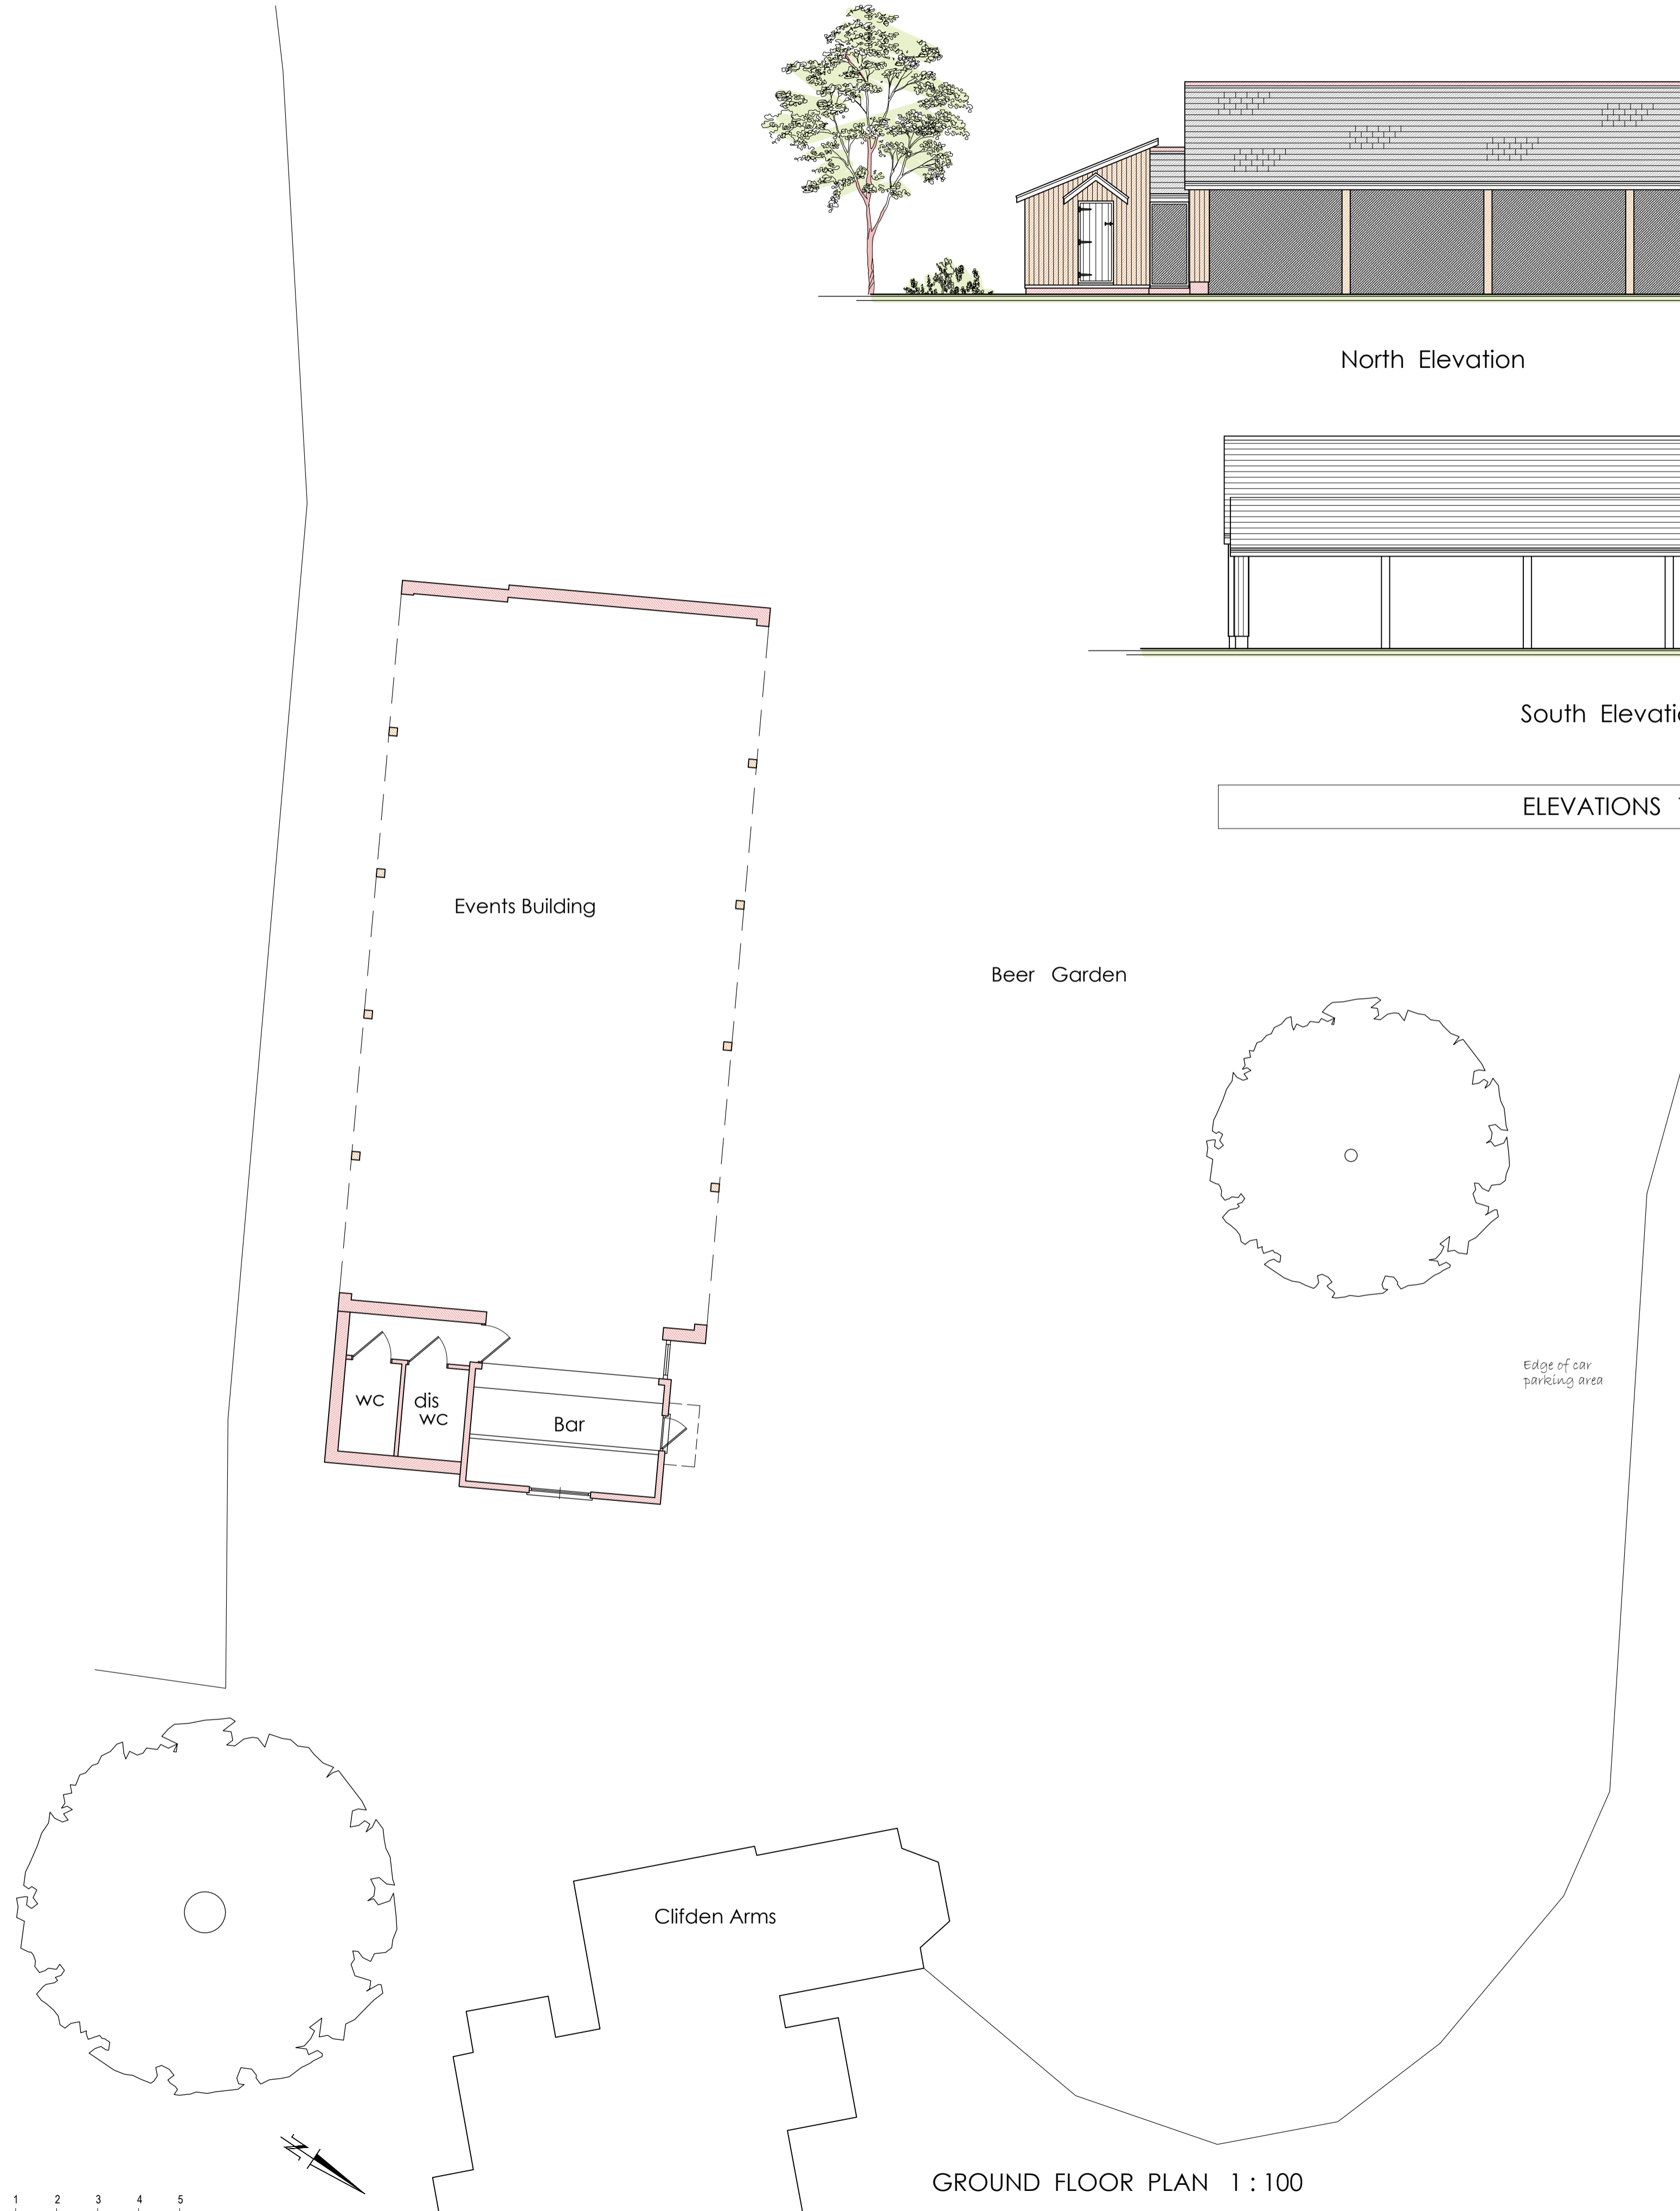 North Elevation
South Elevati
ELEVATIONS
Events Building
Beer Garden
Edge of car
parking area
wc
dis
wc
Bar
Clifden Arms
N
GROUND FLOOR PLAN 1 : 100
1 2 3 4 5